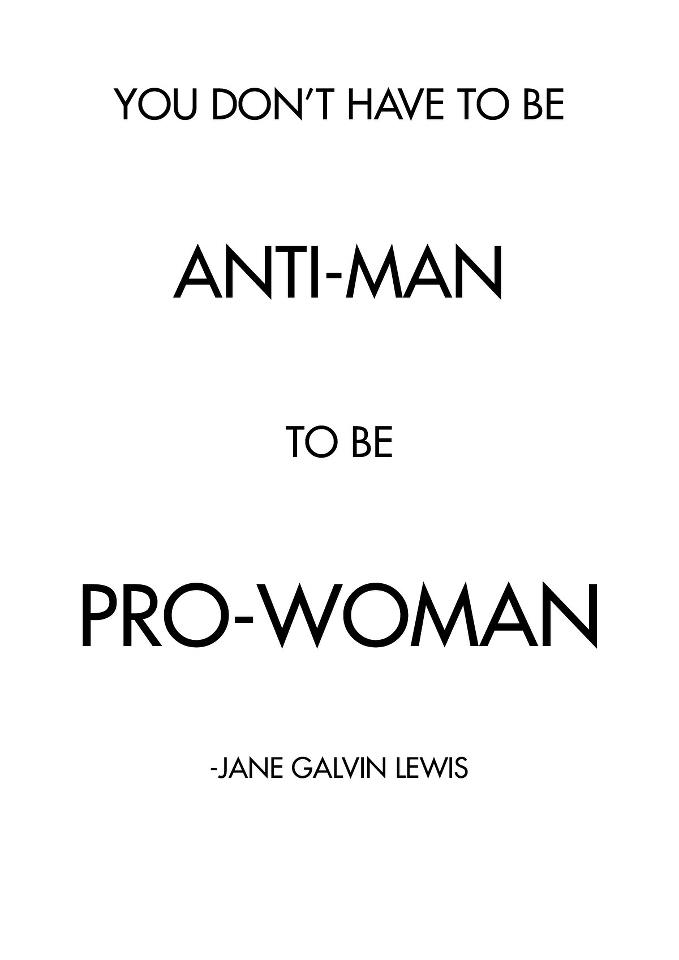 YOU DON’T HAVE TO BE
ANTI-MAN
TO BE
PRO-WOMAN
-JANE GALVIN LEWIS